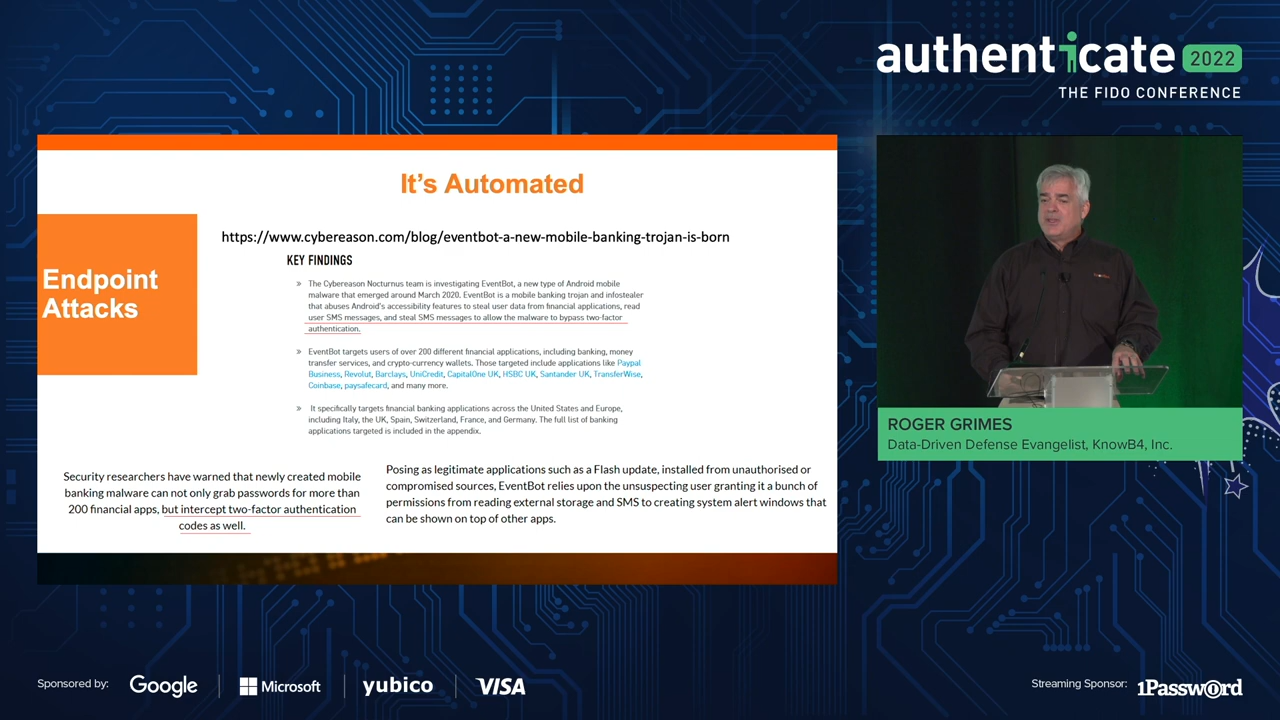 authenticate 2022
THE FIDO CONFERENCE
It's Automated
Endpoint
Attacks
https://www.cybereason.com/blog/eventbot-a-new-mobile-banking-trojan-is-born
KEY FINDINGS
» The Cybereason Nocturnus team is investigating EventBot, a new type of Android mobile
malware that emerged around March 2020. EventBot is a mobile banking trojan and infostealer
that abuses Android's accessibility features to steal user data from financial applications, read
user SMS messages, and steal SMS messages to allow the malware to bypass two-factor
authentication.
» EventBot targets users of over 200 different financial applications, including banking, money
transfer services, and crypto-currency wallets. Those targeted include applications like Paypal
Business, Revolut, Barclays, UniCredit, CapitalOne UK, HSBC UK, Santander UK, TransferWise,
Coinbase, paysafecard, and many more.
» It specifically targets financial banking applications across the United States and Europe,
including Italy, the UK, Spain, Switzerland, France, and Germany. The full list of banking
applications targeted is included in the appendix.
Security researchers have warned that newly created mobile
banking malware can not only grab passwords for more than
200 financial apps, but intercept two-factor authentication
codes as well.
Posing as legitimate applications such as a Flash update, installed from unauthorised or
compromised sources, EventBot relies upon the unsuspecting user granting it a bunch of
permissions from reading external storage and SMS to creating system alert windows that
can be shown on top of other apps.
ROGER GRIMES
Data-Driven Defense Evangelist, KnowB4, Inc.
Sponsored by: Google Microsoft yubico VISA
Streaming Sponsor: 1Password